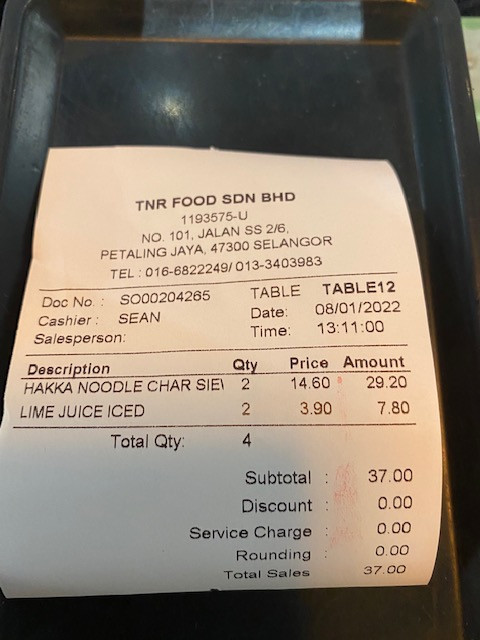 TNR FOOD SDN BHD
1193575-U
NO. 101, JALAN SS 2/6,
PETALING JAYA, 47300 SELANGOR
TEL : 016-6822249/ 013-3403983
Doc No. : SO00204265 TABLE TABLE12
Cashier : SEAN Date: 08/01/2022
Salesperson: Time: 13:11:00
Description Qty Price Amount
HAKKA NOODLE CHAR SIEW 2 14.60 29.20
LIME JUICE ICED 2 3.90 7.80
Total Qty: 4
Subtotal : 37.00
Discount : 0.00
Service Charge : 0.00
Rounding : 0.00
Total Sales 37.00